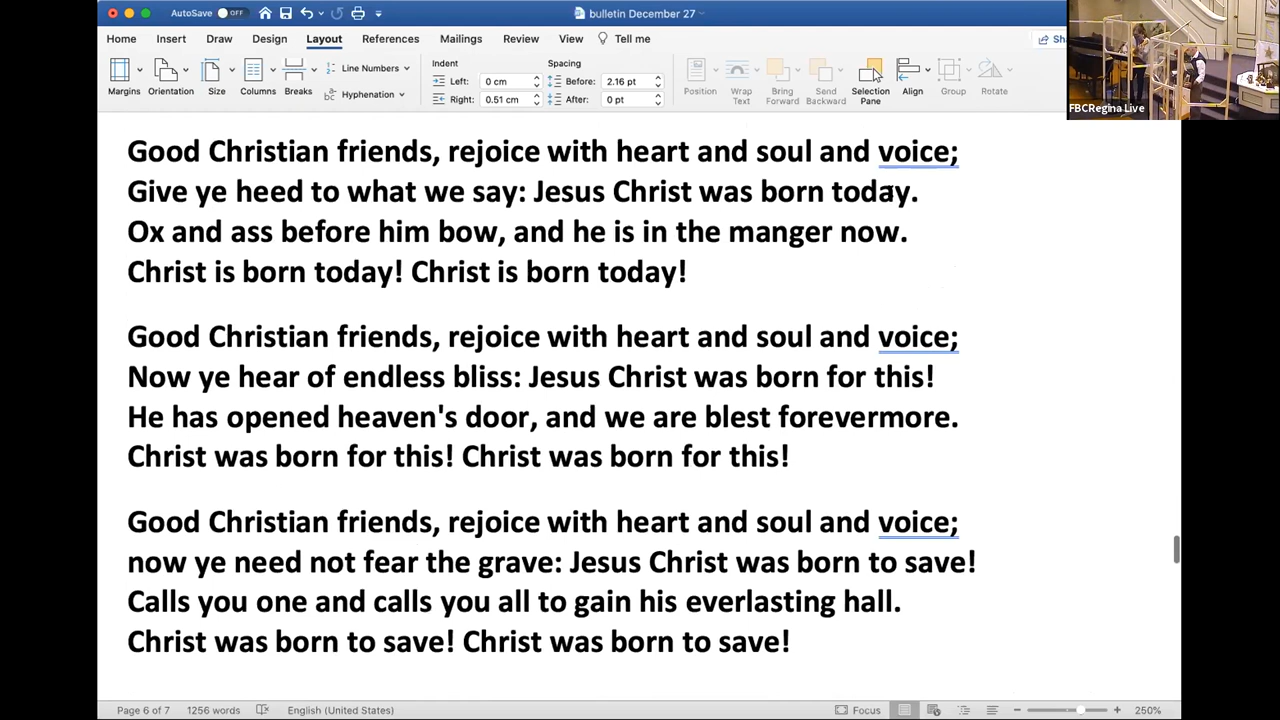 AutoSave OFF
bulletin December 27
Home Insert Draw Design Layout References Mailings Review View Tell me
Margins Orientation Size Columns Breaks
Line Numbers
Hyphenation
Indent
Left: 0 cm
Right: 0.51 cm
Spacing
Before: 2.16 pt
After: 0 pt
Position Wrap Text Bring Forward Send Backward Selection Pane Align Group Rotate
FBCRegina Live
Good Christian friends, rejoice with heart and soul and voice;
Give ye heed to what we say: Jesus Christ was born today.
Ox and ass before him bow, and he is in the manger now.
Christ is born today! Christ is born today!
Good Christian friends, rejoice with heart and soul and voice;
Now ye hear of endless bliss: Jesus Christ was born for this!
He has opened heaven's door, and we are blest forevermore.
Christ was born for this! Christ was born for this!
Good Christian friends, rejoice with heart and soul and voice;
now ye need not fear the grave: Jesus Christ was born to save!
Calls you one and calls you all to gain his everlasting hall.
Christ was born to save! Christ was born to save!
Page 6 of 7 1256 words English (United States) Focus 250%